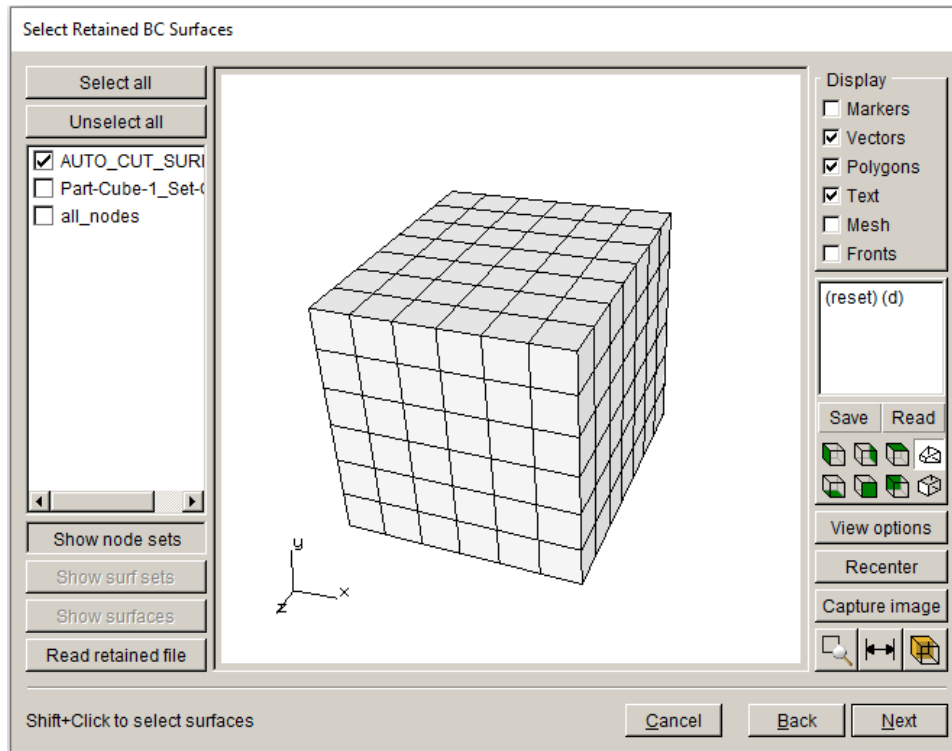 Select Retained BC Surfaces
Select all
Unselect all
AUTO_CUT_SURI
Part-Cube-1_Set-
all_nodes
Show node sets
Show surf sets
Show surfaces
Read retained file
y
x
z
Display
Markers
Vectors
Polygons
Text
Mesh
Fronts
(reset) (d)
Save Read
View options
Recenter
Capture image
Shift+Click to select surfaces
Cancel Back Next